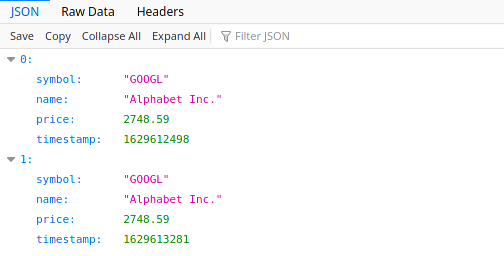 JSON Raw Data Headers
Save Copy Collapse All Expand All Filter JSON
0:
symbol: "GOOGL"
name: "Alphabet Inc."
price: 2748.59
timestamp: 1629612498
1:
symbol: "GOOGL"
name: "Alphabet Inc."
price: 2748.59
timestamp: 1629613281